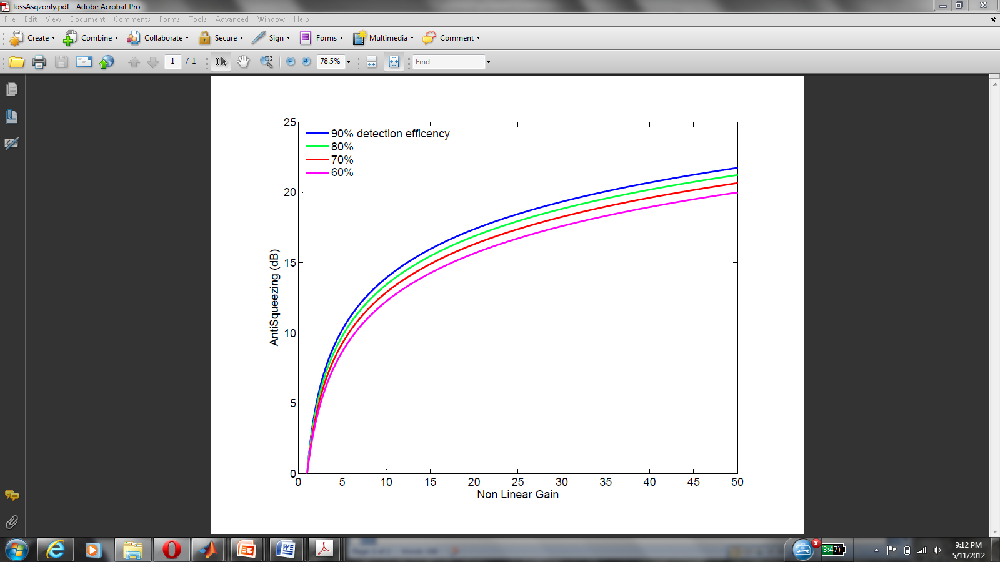 lossAsqzonly.pdf - Adobe Acrobat Pro
File Edit View Document Comments Forms Tools Advanced Window Help
Create Combine Collaborate Secure Sign Forms Multimedia Comment
1 / 1 78.5% Find
25
90% detection efficency
80%
70%
60%
20
15
10
5
0
AntiSqueezing (dB)
0 5 10 15 20 25 30 35 40 45 50
Non Linear Gain
(3:47)
9:12 PM
5/11/2012